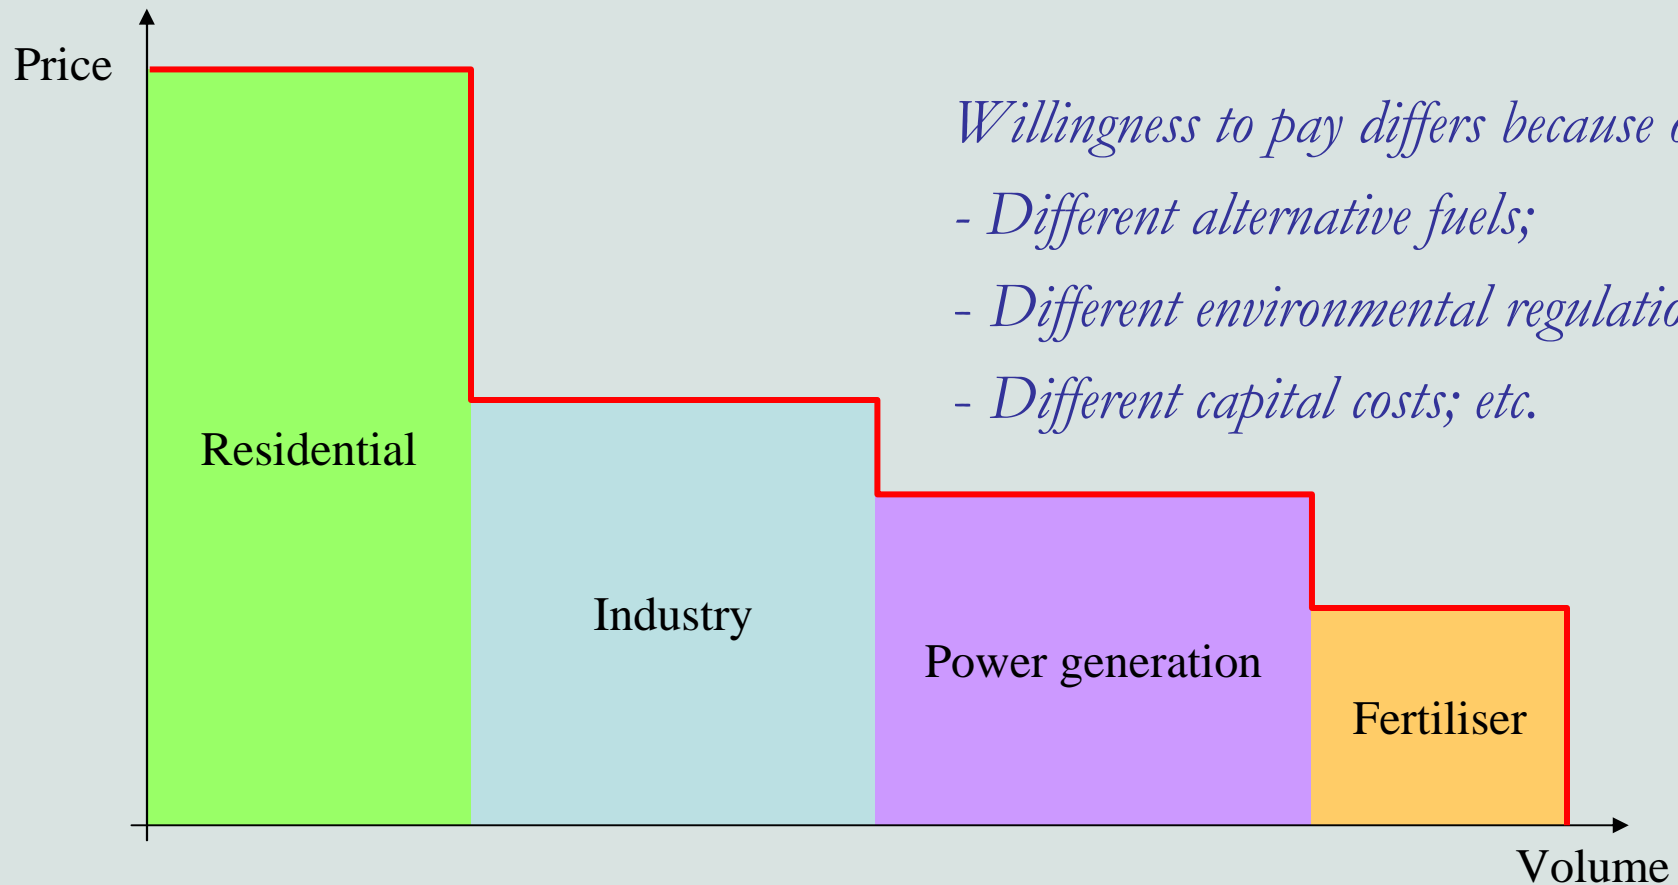 Price
Willingness to pay differs because
- Different alternative fuels;
- Different environmental
- Different capital costs; etc.
Residential
Industry
Power generation
Fertiliser
Volume